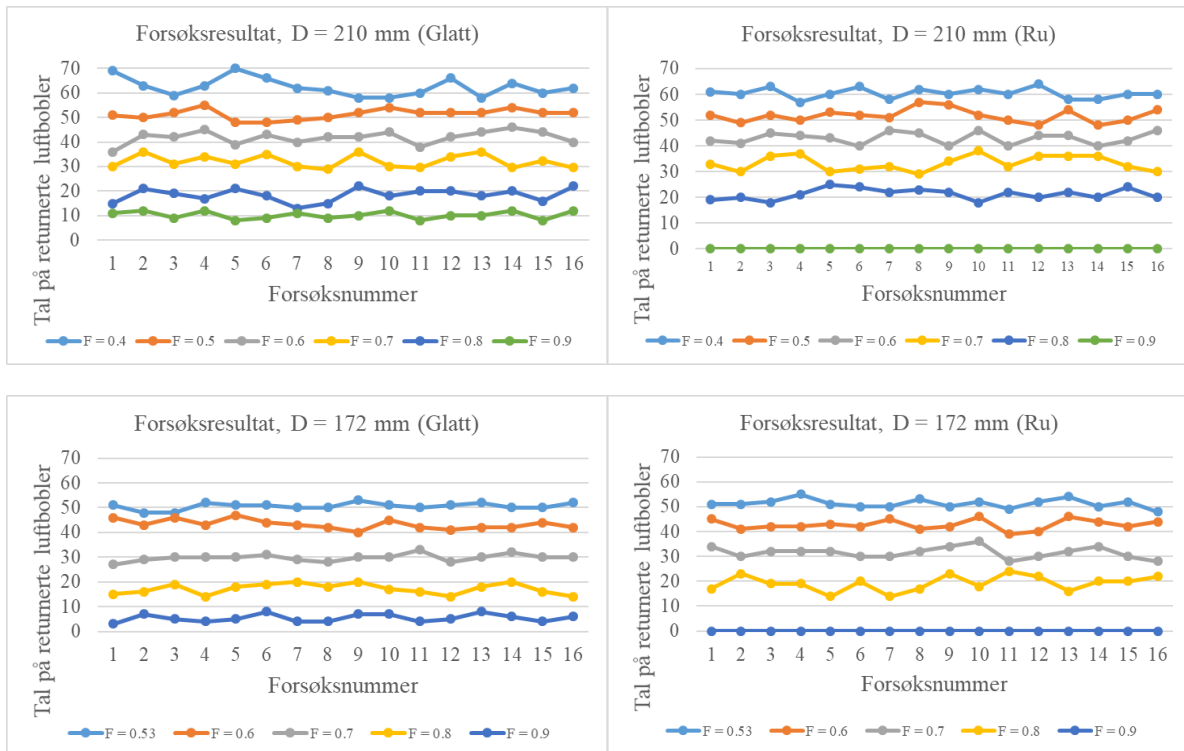 Forsøksresultat, D = 210 mm (Glatt)
Tal på returnerte luftbobler
70
60
50
40
30
20
10
0
1 2 3 4 5 6 7 8 9 10 11 12 13 14 15 16
Forsøksnummer
F = 0.4 F = 0.5 F = 0.6 F = 0.7 F = 0.8 F = 0.9
Forsøksresultat, D = 210 mm (Ru)
Tal på returnerte luftbobler
70
60
50
40
30
20
10
0
1 2 3 4 5 6 7 8 9 10 11 12 13 14 15 16
Forsøksnummer
F = 0.4 F = 0.5 F = 0.6 F = 0.7 F = 0.8 F = 0.9
Forsøksresultat, D = 172 mm (Glatt)
Tal på returnerte luftbobler
70
60
50
40
30
20
10
0
1 2 3 4 5 6 7 8 9 10 11 12 13 14 15 16
Forsøksnummer
F = 0.53 F = 0.6 F = 0.7 F = 0.8 F = 0.9
Forsøksresultat, D = 172 mm (Ru)
Tal på returnerte luftbobler
70
60
50
40
30
20
10
0
1 2 3 4 5 6 7 8 9 10 11 12 13 14 15 16
Forsøksnummer
F = 0.53 F = 0.6 F = 0.7 F = 0.8 F = 0.9